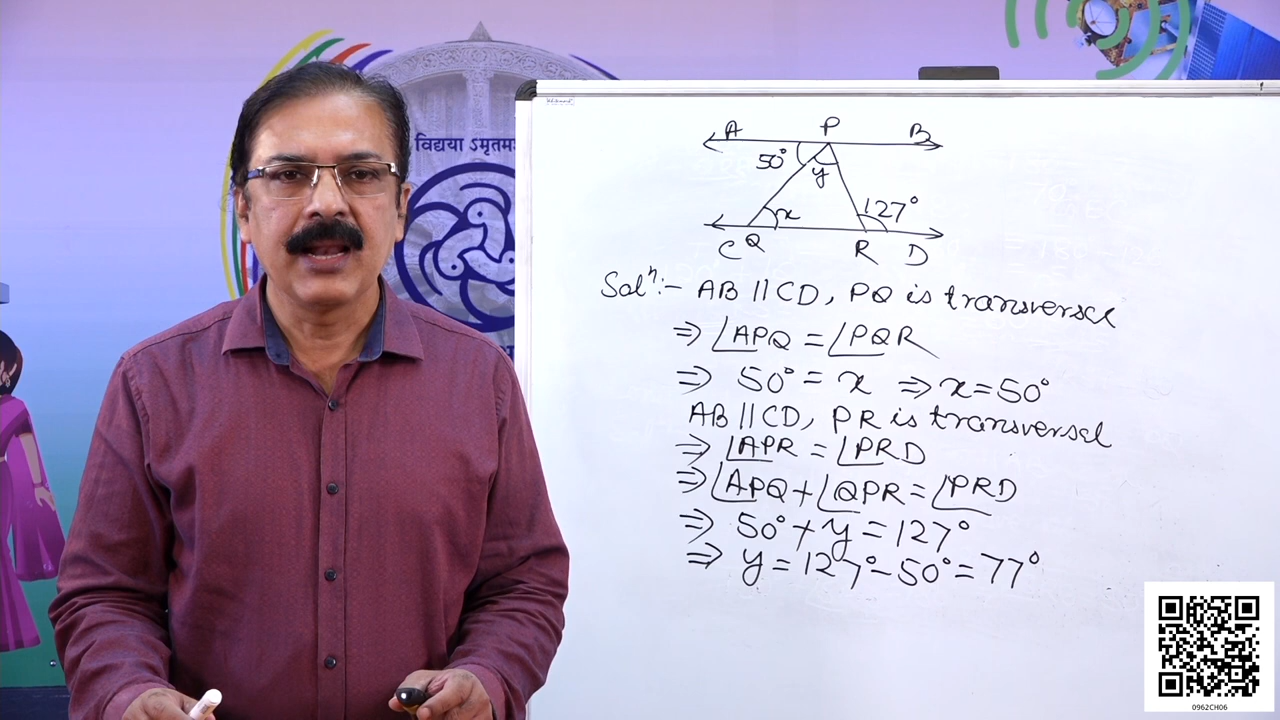 विद्यया ऽमृतम
A P B
50° y
x 127°
C Q R D
Solⁿ:- AB || CD, PQ is transversal
⇒ ∠APQ = ∠PQR
⇒ 50° = x ⇒ x = 50°
AB || CD, PR is transversal
⇒ ∠APR = ∠PRD
⇒ ∠APQ + ∠QPR = ∠PRD
⇒ 50° + y = 127°
⇒ y = 127° - 50° = 77°
0962CH06